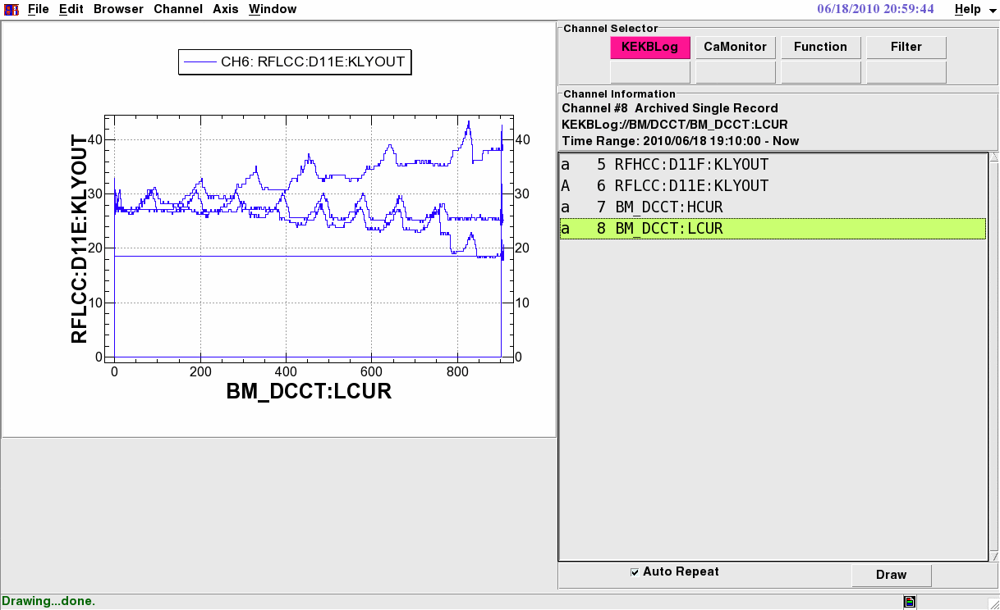 File Edit Browser Channel Axis Window 06/18/2010 20:59:44 Help
CH6: RFLCC:D11E:KLYOUT
RFLCC:D11E:KLYOUT
40 40
30 30
20 20
10 10
0 0
0 200 400 600 800
BM_DCCT:LCUR
Channel Selector
KEKBLog CaMonitor Function Filter
Channel Information
Channel #8 Archived Single Record
KEKBLog://BM/DCCT/BM_DCCT:LCUR
Time Range: 2010/06/18 19:10:00 - Now
a 5 RFHCC:D11F:KLYOUT
A 6 RFLCC:D11E:KLYOUT
a 7 BM_DCCT:HCUR
a 8 BM_DCCT:LCUR
Auto Repeat Draw
Drawing...done.